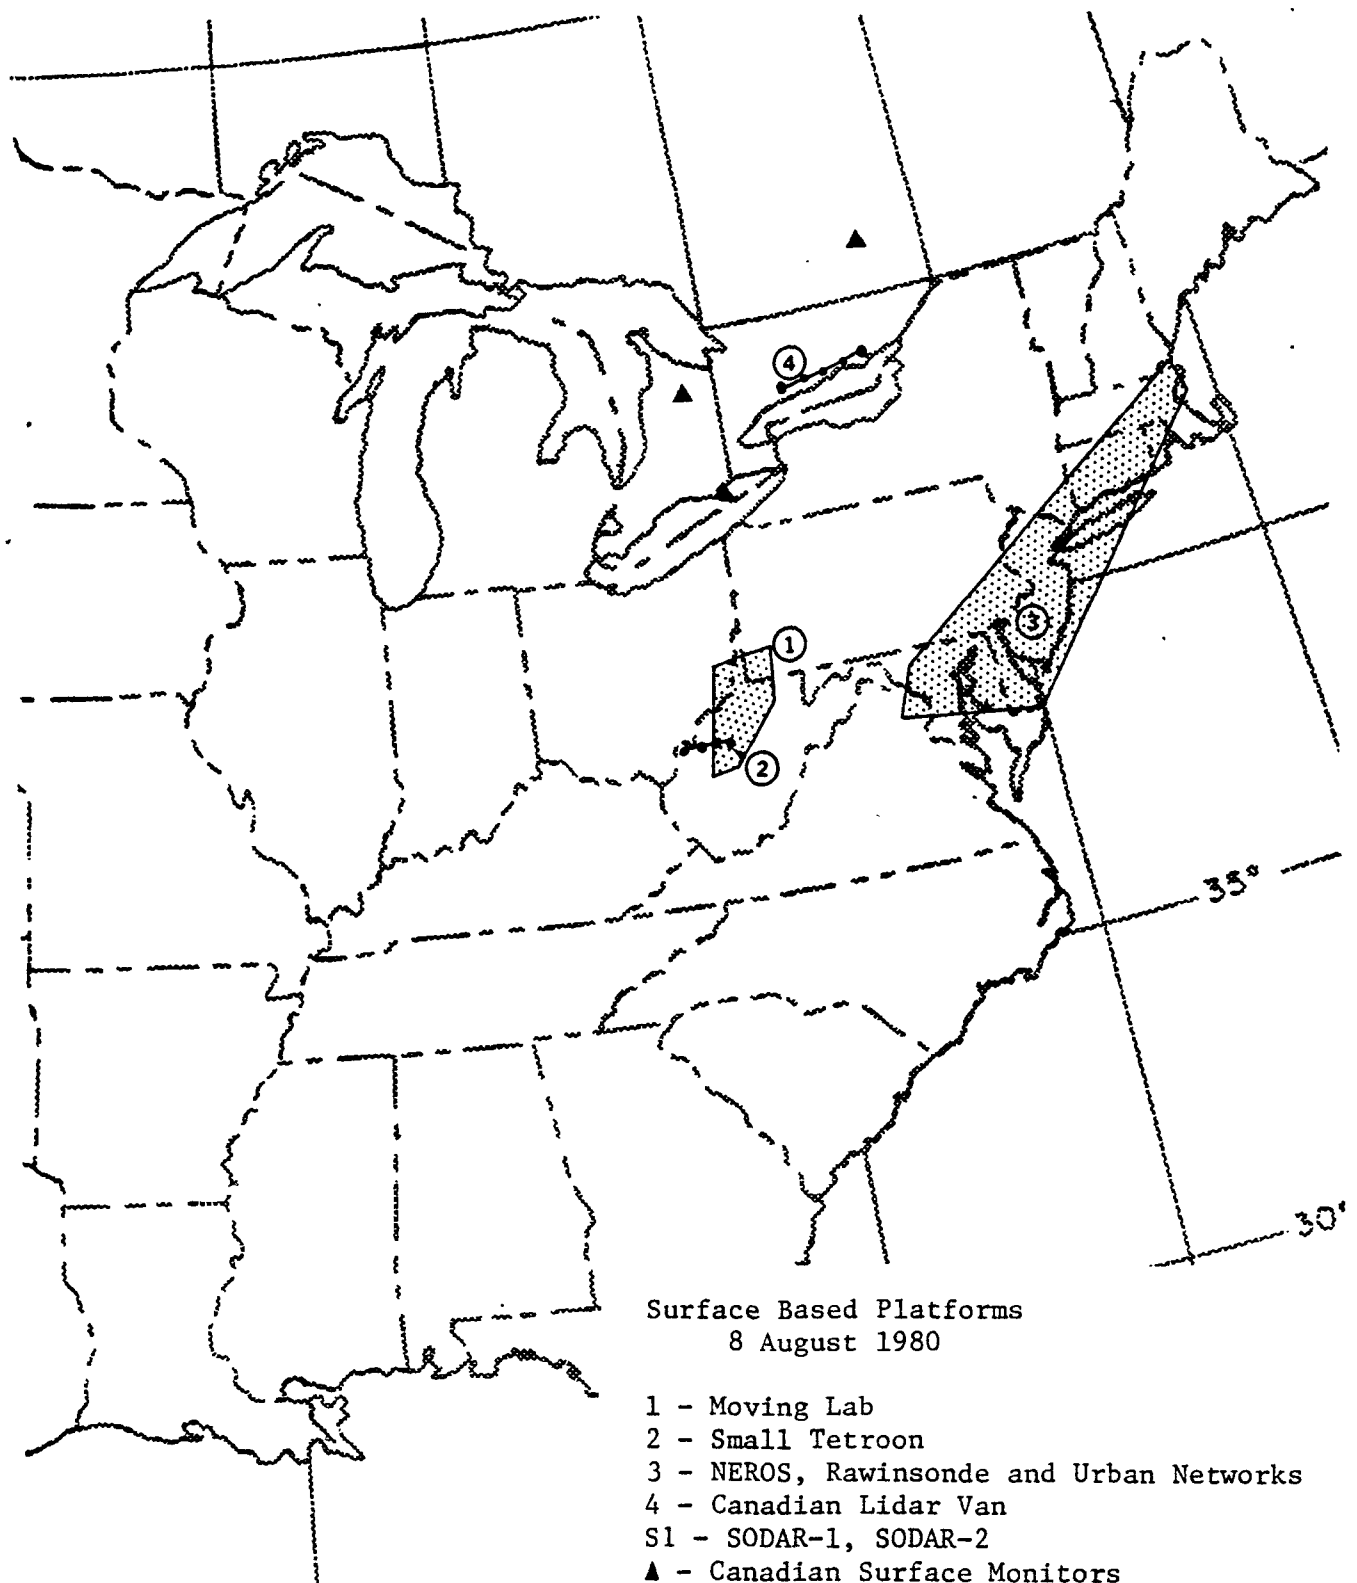 4
1
3
2
35°
30°
Surface Based Platforms
8 August 1980
1 - Moving Lab
2 - Small Tetroon
3 - NEROS, Rawinsonde and Urban Networks
4 - Canadian Lidar Van
S1 - SODAR-1, SODAR-2
▲ - Canadian Surface Monitors